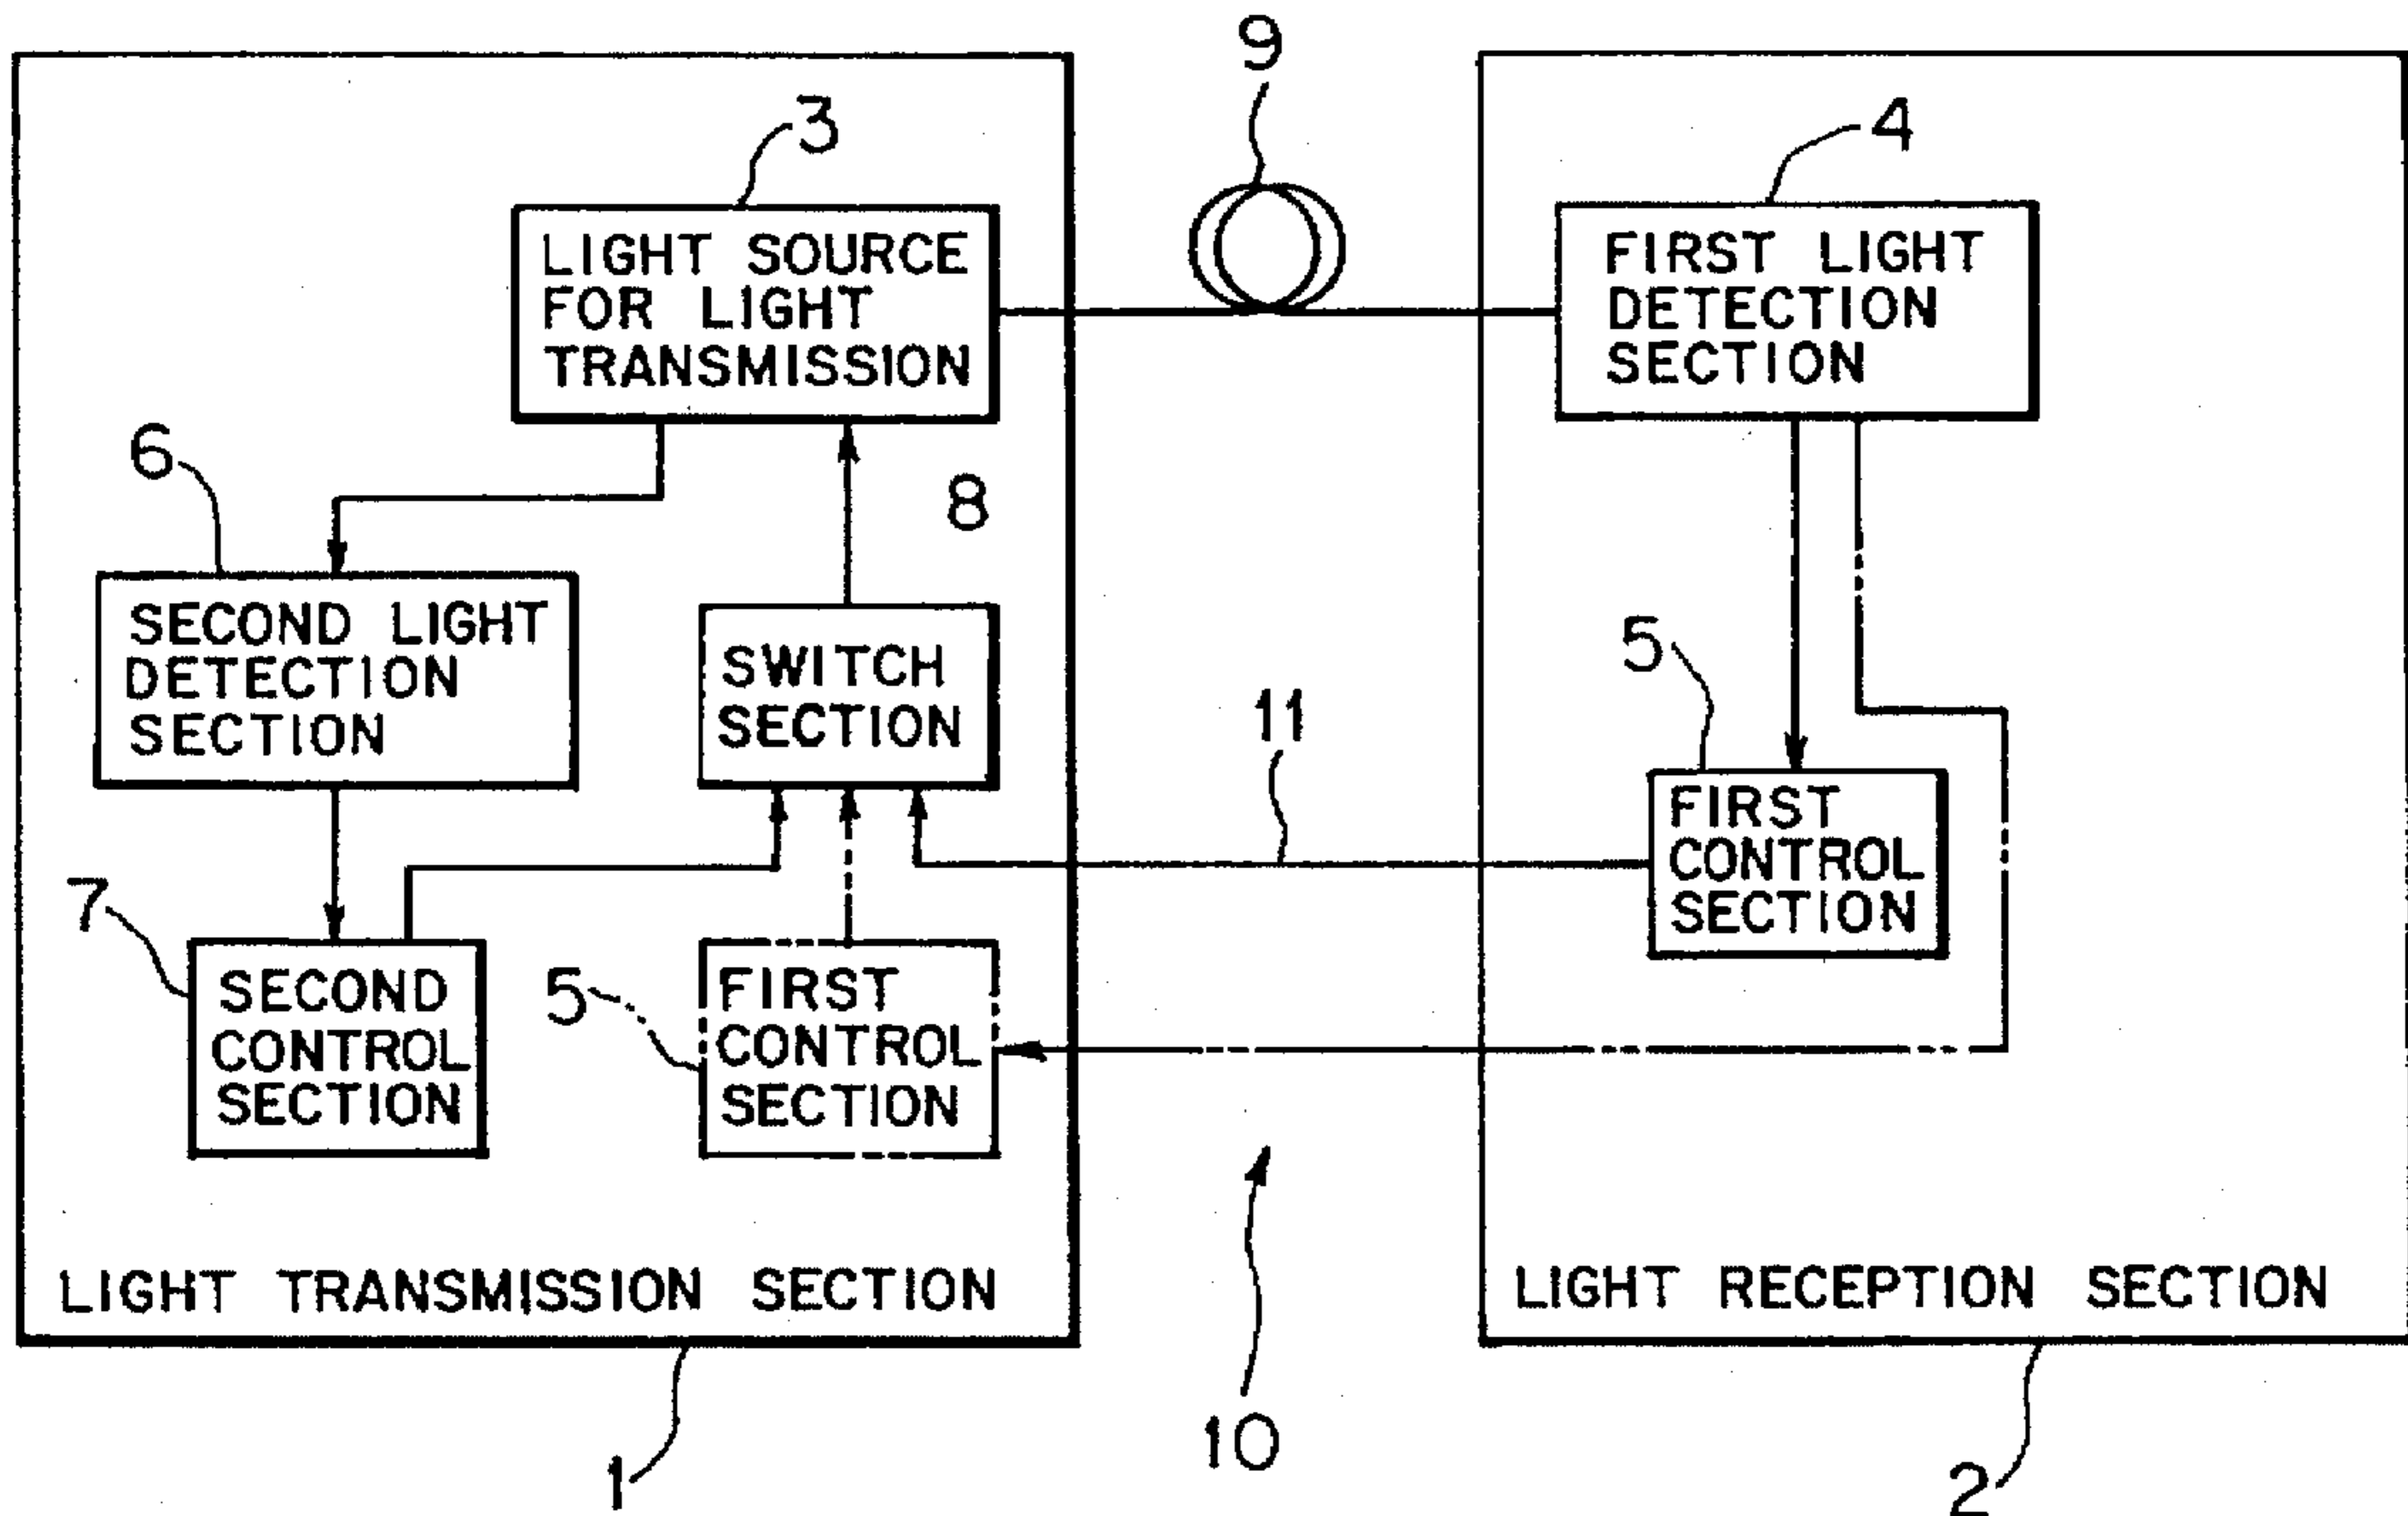 9
3
4
LIGHT SOURCE
FOR LIGHT
TRANSMISSION
FIRST LIGHT
DETECTION
SECTION
6
8
SECOND LIGHT
DETECTION
SECTION
SWITCH
SECTION
11
5
FIRST
CONTROL
SECTION
7
SECOND
CONTROL
SECTION
5
FIRST
CONTROL
SECTION
LIGHT TRANSMISSION SECTION
LIGHT RECEPTION SECTION
10
1
2